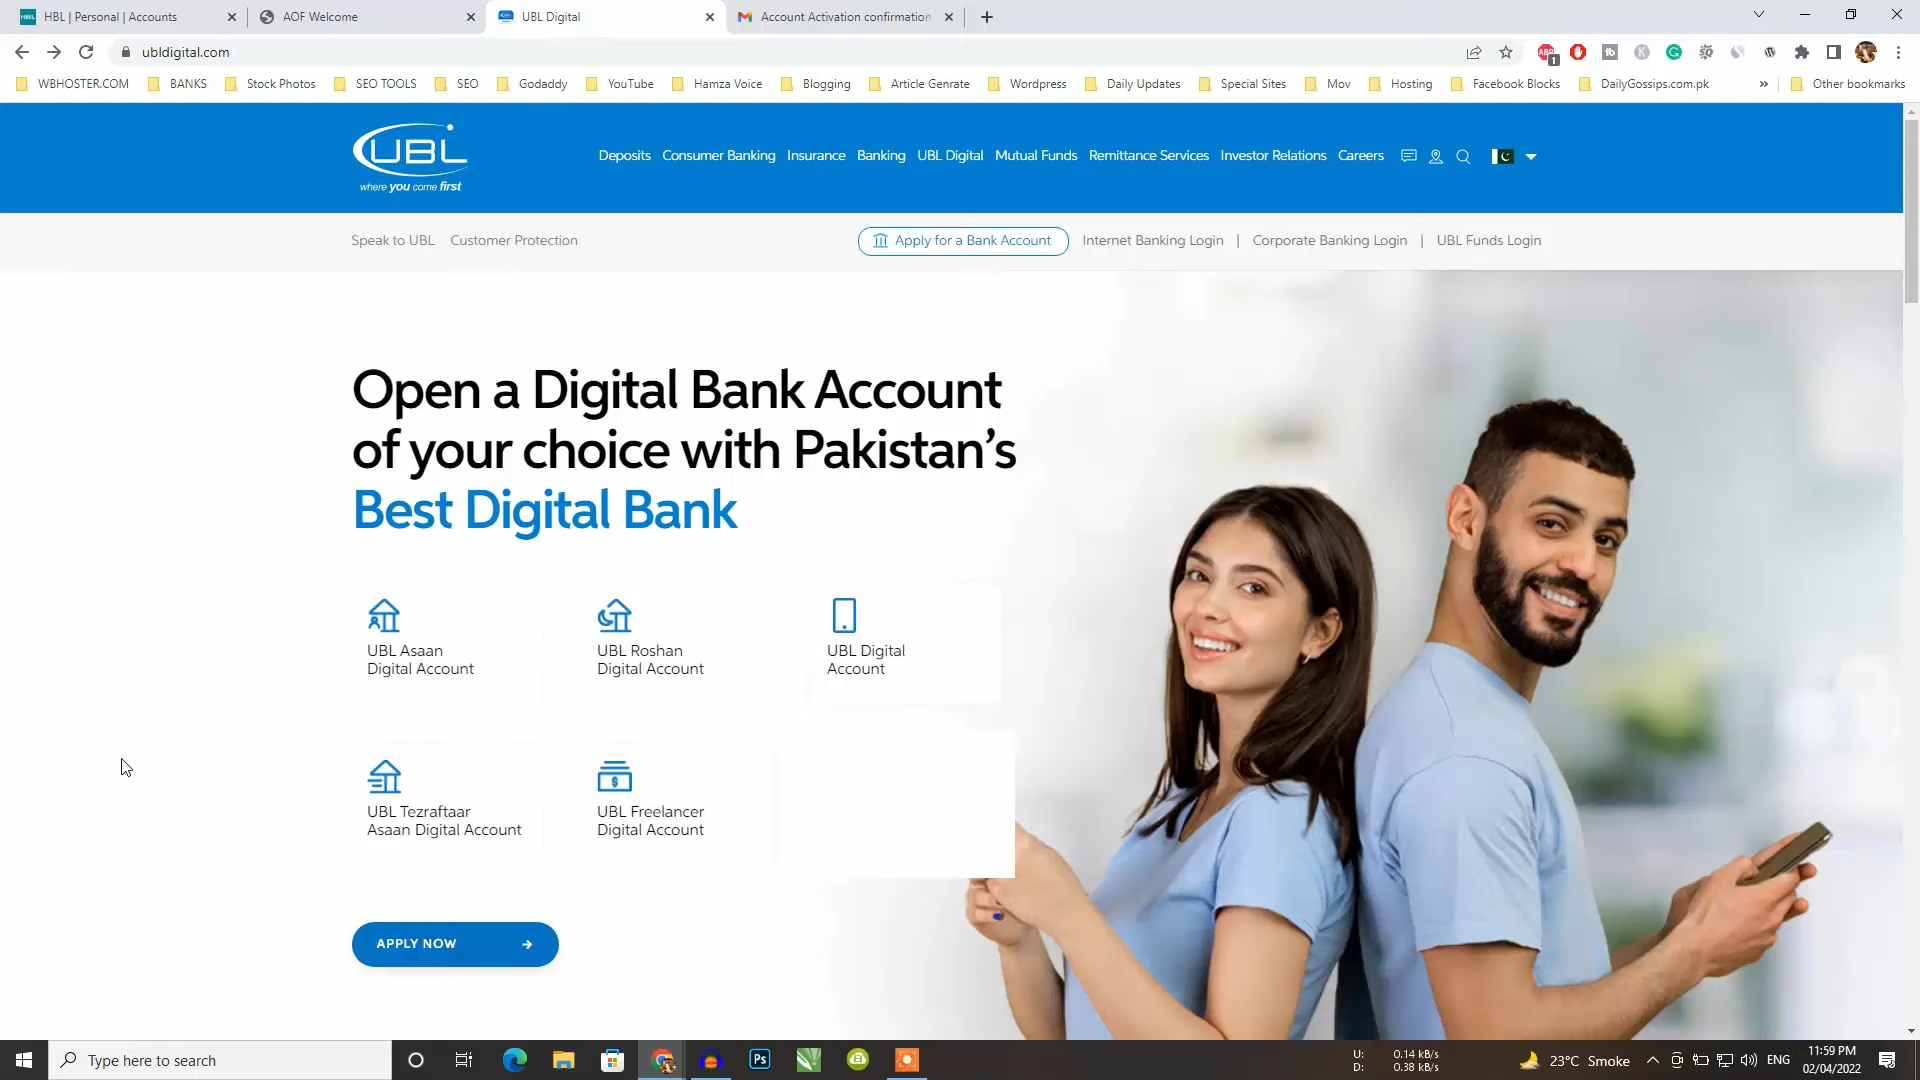 HBL | Personal | Accounts
AOF Welcome
UBL Digital
Account Activation confirmation
ubldigital.com
WBHOSTER.COM
BANKS
Stock Photos
SEO TOOLS
SEO
Godaddy
YouTube
Hamza Voice
Blogging
Article Genrate
Wordpress
Daily Updates
Special Sites
Mov
Hosting
Facebook Blocks
DailyGossips.com.pk
»
Other bookmarks
UBL
where you come first
Deposits
Consumer Banking
Insurance
Banking
UBL Digital
Mutual Funds
Remittance Services
Investor Relations
Careers
Speak to UBL
Customer Protection
Apply for a Bank Account
Internet Banking Login |
Corporate Banking Login |
UBL Funds Login
Open a Digital Bank Account
of your choice with Pakistan’s
Best Digital Bank
UBL Asaan
Digital Account
UBL Roshan
Digital Account
UBL Digital
Account
UBL Tezraftaar
Asaan Digital Account
UBL Freelancer
Digital Account
APPLY NOW
Type here to search
Ps
U: 0.14 kB/s
D: 0.38 kB/s
23°C Smoke
ENG
11:59 PM
02/04/2022